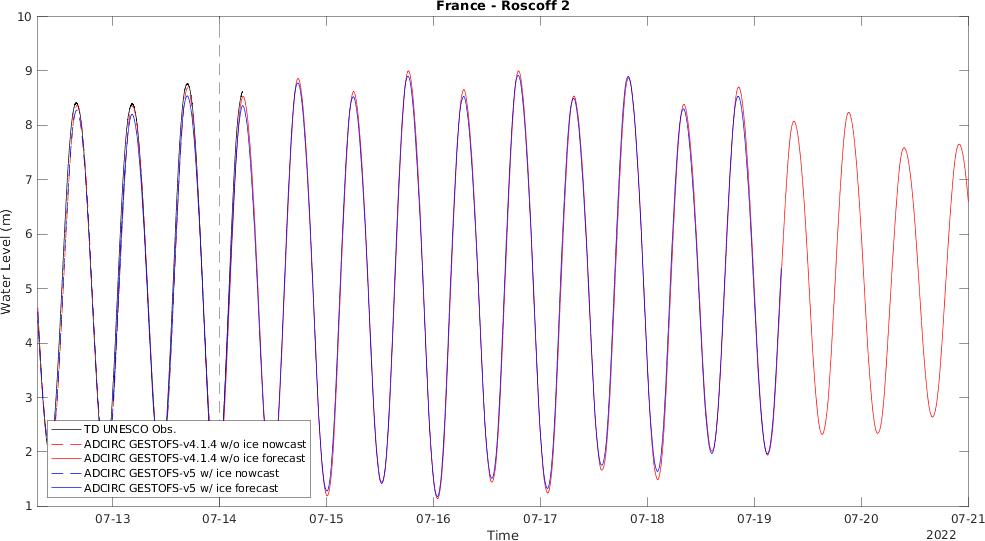 France - Roscoff 2
10
9
8
7
6
5
4
3
2
1
Water Level (m)
TD UNESCO Obs.
ADCIRC GESTOFS-v4.1.4 w/o ice nowcast
ADCIRC GESTOFS-v4.1.4 w/o ice forecast
ADCIRC GESTOFS-v5 w/ ice nowcast
ADCIRC GESTOFS-v5 w/ ice forecast
07-13 07-14 07-15 07-16 07-17 07-18 07-19 07-20 07-21
Time
2022